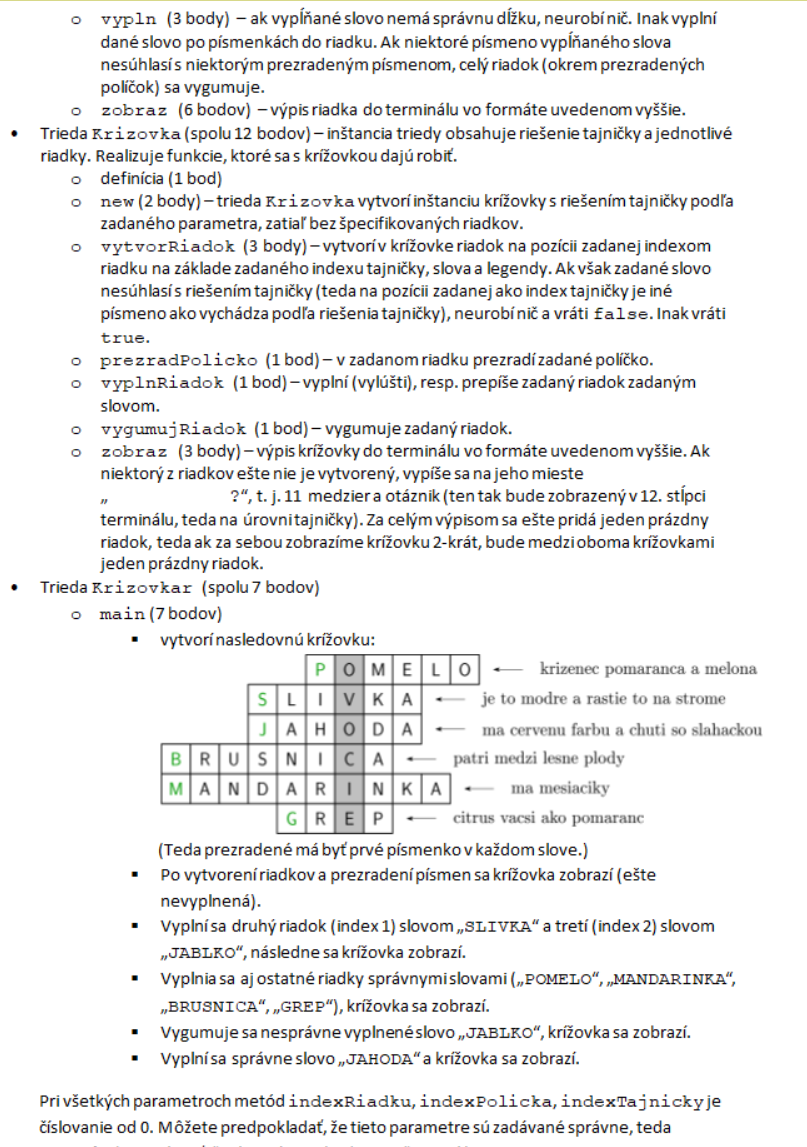 o vypln (3 body) – ak vypĺňané slovo nemá správnu dĺžku, neurobí nič. Inak vyplní
dané slovo po písmenkách do riadku. Ak niektoré písmeno vypĺňaného slova
nesúhlasí s niektorým prezradeným písmenom, celý riadok (okrem prezradených
políčok) sa vygumuje.
o zobraz (6 bodov) – výpis riadka do terminálu vo formáte uvedenom vyššie.
• Trieda Krizovka (spolu 12 bodov) – inštancia triedy obsahuje riešenie tajničky a jednotlivé
riadky. Realizuje funkcie, ktoré sa s krížovkou dajú robiť.
o definícia (1 bod)
o new (2 body) – trieda Krizovka vytvorí inštanciu krížovky s riešením tajničky podľa
zadaného parametra, zatiaľ bez špecifikovaných riadkov.
o vytvorRiadok (3 body) – vytvorí v krížovke riadok na pozícii zadanej indexom
riadku na základe zadaného indexu tajničky, slova a legendy. Ak však zadané slovo
nesúhlasí s riešením tajničky (teda na pozícii zadanej ako index tajničky je iné
písmeno ako vychádza podľa riešenia tajničky), neurobí nič a vráti false. Inak vráti
true.
o prezradPolicko (1 bod) – v zadanom riadku prezradí zadané políčko.
o vyplnRiadok (1 bod) – vyplní (vylúšti), resp. prepíše zadaný riadok zadaným
slovom.
o vygumujRiadok (1 bod) – vygumuje zadaný riadok.
o zobraz (3 body) – výpis krížovky do terminálu vo formáte uvedenom vyššie. Ak
niektorý z riadkov ešte nie je vytvorený, vypíše sa na jeho mieste
„           ?“, t. j. 11 medzier a otáznik (ten tak bude zobrazený v 12. stĺpci
terminálu, teda na úrovni tajničky). Za celým výpisom sa ešte pridá jeden prázdny
riadok, teda ak za sebou zobrazíme krížovku 2-krát, bude medzi oboma krížovkami
jeden prázdny riadok.
• Trieda Krizovkar (spolu 7 bodov)
o main (7 bodov)
▪ vytvorí nasledovnú krížovku:
P O M E L O ← krizenec pomaranca a melona
S L I V K A ← je to modre a rastie to na strome
J A H O D A ← ma cervenu farbu a chuti so slahackou
B R U S N I C A ← patri medzi lesne plody
M A N D A R I N K A ← ma mesiaciky
G R E P ← citrus vacsi ako pomaranc
(Teda prezradené má byť prvé písmenko v každom slove.)
▪ Po vytvorení riadkov a prezradení písmen sa krížovka zobrazí (ešte
nevyplnená).
▪ Vyplní sa druhý riadok (index 1) slovom „SLIVKA“ a tretí (index 2) slovom
„JABLKO“, následne sa krížovka zobrazí.
▪ Vyplnia sa aj ostatné riadky správnymi slovami („POMELO“, „MANDARINKA“,
„BRUSNICA“, „GREP“), krížovka sa zobrazí.
▪ Vygumuje sa nesprávne vyplnené slovo „JABLKO“, krížovka sa zobrazí.
▪ Vyplní sa správne slovo „JAHODA“ a krížovka sa zobrazí.
Pri všetkých parametroch metód indexRiadku, indexPolicka, indexTajnicky je
číslovanie od 0. Môžete predpokladať, že tieto parametre sú zadávané správne, teda